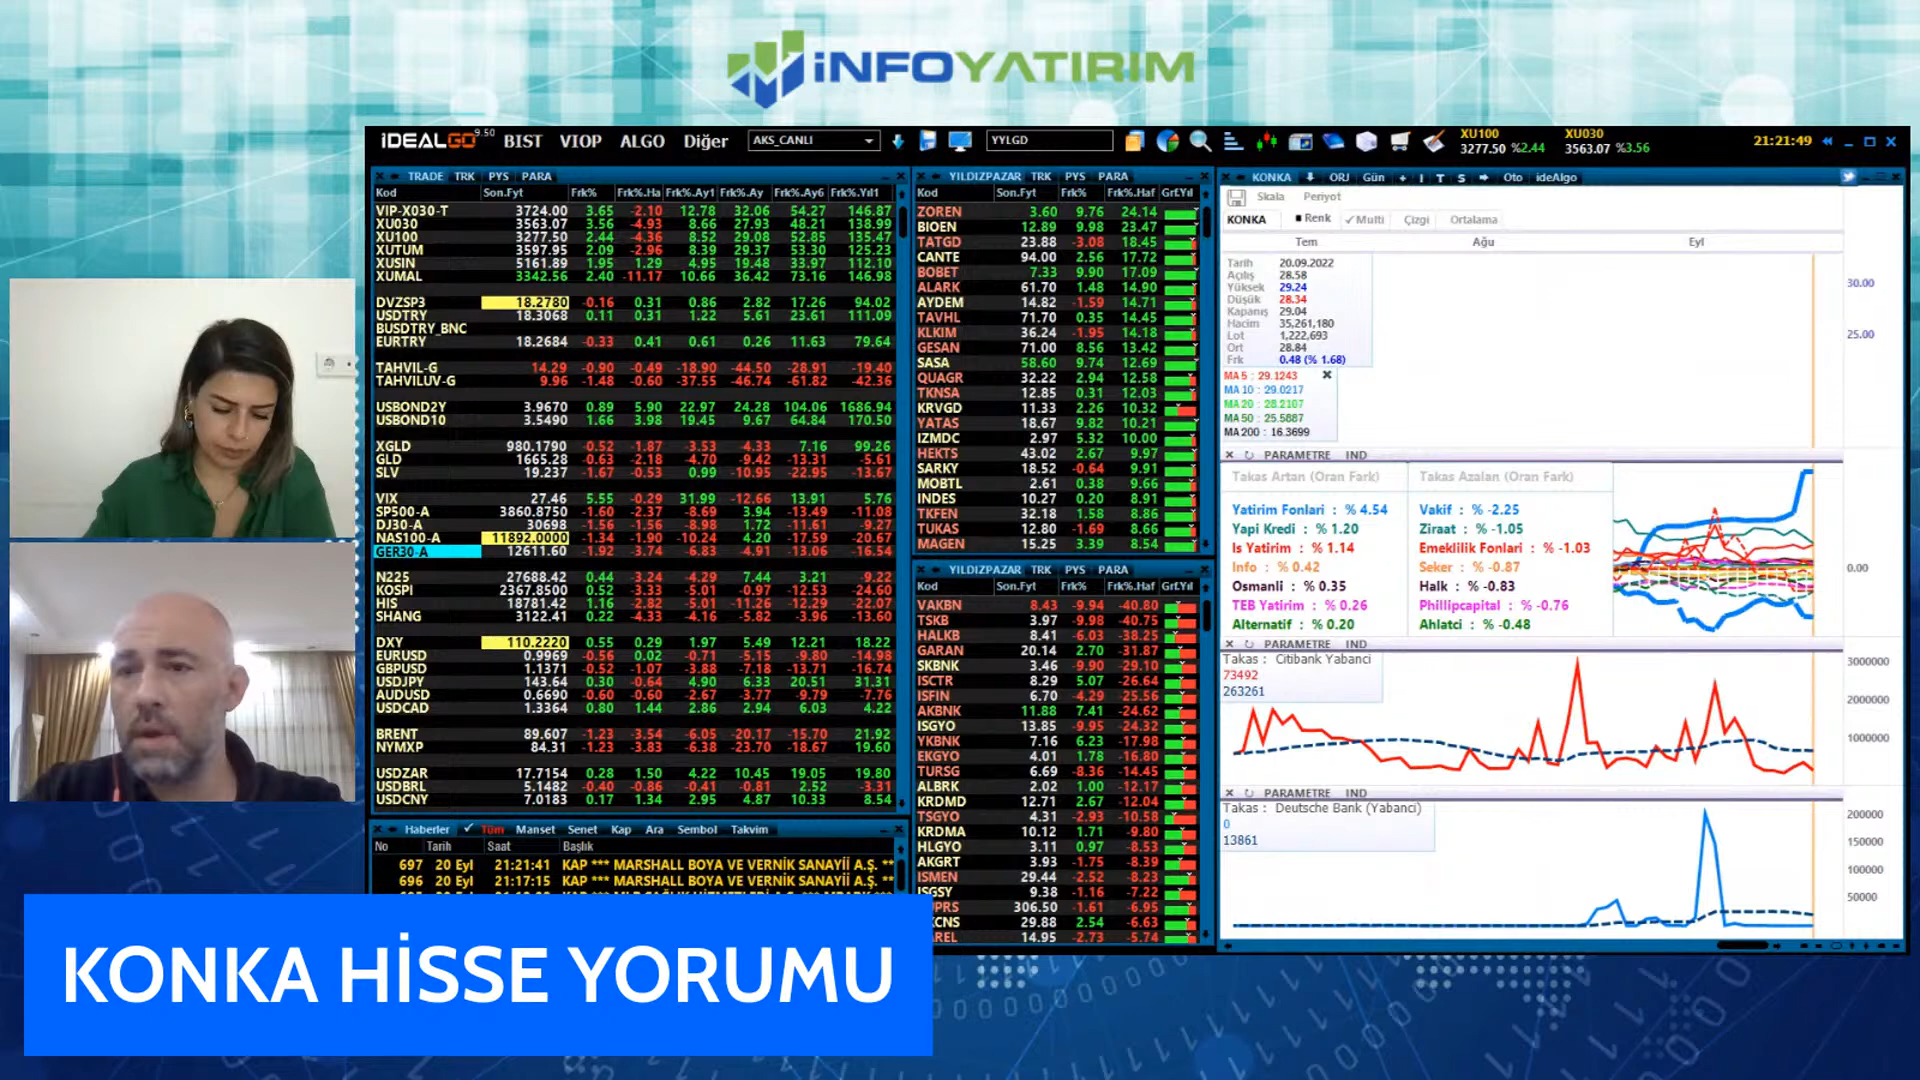 iNFOYATIRIM
iDEALGO 9.50 BIST VIOP ALGO Diğer AKS_CANLI YYLGD XU100 3277.50 %2.44 XU030 3563.07 %3.56 21:21:49
TRADE TRK PYS PARA
Kod Son.Fyt Frk% Frk%.Ha Frk%.Ay1 Frk%.Ay Frk%.Ay6 Frk%.Yıl1
VIP-X030-T 3724.00 3.65 -2.10 12.78 32.06 54.27 146.87
XU030 3563.07 3.56 -4.93 8.66 27.93 48.21 138.99
XU100 3277.50 2.44 -4.36 8.52 29.08 52.85 135.47
XUTUM 3597.95 2.09 -2.96 8.39 29.37 53.30 125.23
XUSIN 5161.89 1.95 1.29 4.95 19.48 33.97 112.10
XUMAL 3342.56 2.40 -11.17 10.66 36.42 73.16 146.98
DVZSP3 18.2780 -0.16 0.31 0.86 2.82 17.26 94.02
USDTRY 18.3068 0.11 0.31 1.22 5.61 23.61 111.09
BUSDTRY_BNC
EURTRY 18.2684 -0.33 0.41 0.61 0.26 11.63 79.64
TAHVIL-G 14.29 -0.90 -0.49 -18.90 -44.50 -28.91 -19.40
TAHVILUV-G 9.96 -1.48 -0.60 -37.55 -46.74 -61.82 -42.36
USBOND2Y 3.9670 0.89 5.90 22.97 24.28 104.06 1686.94
USBOND10 3.5490 1.66 3.98 19.45 9.67 64.84 170.50
XGLD 980.1790 -0.52 -1.87 -3.53 -4.33 7.16 99.26
GLD 1665.28 -0.63 -2.18 -4.70 -9.42 -13.31 -5.61
SLV 19.237 -1.67 -0.53 0.99 -10.95 -22.95 -13.67
VIX 27.46 5.55 -0.29 31.99 -12.66 13.91 5.76
SP500-A 3860.8750 -1.60 -2.37 -8.69 3.94 -13.49 -11.08
DJ30-A 30698 -1.56 -1.56 -8.98 1.72 -11.61 -9.27
NAS100-A 11892.0000 -1.34 -1.90 -10.24 4.20 -17.59 -20.67
GER30-A 12611.60 -1.92 -3.74 -6.83 -4.91 -13.06 -16.54
N225 27688.42 0.44 -3.24 -4.29 7.44 3.21 -9.22
KOSPI 2367.8500 0.52 -3.33 -5.01 -0.97 -12.53 -24.60
HIS 18781.42 1.16 -2.82 -5.01 -11.26 -12.29 -22.07
SHANG 3122.41 0.22 -4.33 -4.16 -5.82 -3.96 -13.60
DXY 110.2220 0.55 0.29 1.97 5.49 12.21 18.22
EURUSD 0.9969 -0.56 0.02 -0.71 -5.15 -9.80 -14.98
GBPUSD 1.1371 -0.52 -1.07 -3.88 -7.18 -13.71 -16.74
USDJPY 143.64 0.30 -0.64 4.90 6.33 20.51 31.31
AUDUSD 0.6690 -0.60 -0.60 -2.67 -3.77 -9.79 -7.76
USDCAD 1.3364 0.80 1.44 2.86 2.94 6.03 4.22
BRENT 89.607 -1.23 -3.54 -6.05 -20.17 -15.70 21.92
NYMXP 84.31 -1.23 -3.83 -6.38 -23.70 -18.67 19.60
USDZAR 17.7154 0.28 1.50 4.22 10.45 19.05 19.80
USDBRL 5.1482 -0.40 -0.86 -0.41 -0.81 2.52 -3.31
USDCNY 7.0183 0.17 1.34 2.95 4.87 10.33 8.54
Haberler ✓ Tüm Manset Senet Kap Ara Sembol Takvim
No Tarih Saat Başlık
697 20 Eyl 21:21:41 KAP *** MARSHALL BOYA VE VERNİK SANAYİİ A.Ş. **
696 20 Eyl 21:17:15 KAP *** MARSHALL BOYA VE VERNİK SANAYİİ A.Ş. **
YILDIZPAZAR TRK PYS PARA
Kod Son.Fyt Frk% Frk%.Haf Grf.Yıl
ZOREN 3.60 9.76 24.14
BIOEN 12.89 9.98 23.47
TATGD 23.88 -3.08 18.45
CANTE 94.00 2.56 17.72
BOBET 7.33 9.90 17.09
ALARK 61.70 1.48 14.90
AYDEM 14.82 -1.59 14.71
TAVHL 71.70 0.35 14.45
KLKIM 36.24 -1.95 14.18
GESAN 71.00 8.56 13.42
SASA 58.60 9.74 12.69
QUAGR 32.22 2.94 12.58
TKNSA 12.85 0.31 12.03
KRVGD 11.33 2.26 10.32
YATAS 18.67 9.82 10.21
IZMDC 2.97 5.32 10.00
HEKTS 43.02 2.67 9.97
SARKY 18.52 -0.64 9.91
MOBTL 2.61 0.38 9.66
INDES 10.27 0.20 8.91
TKFEN 32.18 1.58 8.86
TUKAS 12.80 -1.69 8.66
MAGEN 15.25 3.39 8.54
YILDIZPAZAR TRK PYS PARA
Kod Son.Fyt Frk% Frk%.Haf Grf.Yıl
VAKBN 8.43 -9.94 -40.80
TSKB 3.97 -9.98 -40.75
HALKB 8.41 -6.03 -38.25
GARAN 20.14 2.70 -31.87
SKBNK 3.46 -9.90 -29.10
ISCTR 8.29 5.07 -26.64
ISFIN 6.70 -4.29 -25.56
AKBNK 11.88 7.41 -24.62
ISGYO 13.85 -9.95 -24.32
YKBNK 7.16 6.23 -17.98
EKGYO 4.01 1.78 -16.80
TURSG 6.69 -8.36 -14.45
ALBRK 2.02 1.00 -12.17
KRDMD 12.71 2.67 -12.04
TSGYO 4.31 -2.93 -10.58
KRDMA 10.12 1.71 -9.80
HLGYO 3.11 0.97 -8.53
AKGRT 3.93 -1.75 -8.39
ISMEN 29.44 -2.52 -8.23
ISGSY 9.38 -1.16 -7.22
UPRS 306.50 -1.61 -6.95
KCNS 29.88 2.54 -6.63
AREL 14.95 -2.73 -5.74
KONKA ORJ Gün + I T S Oto ideAlgo
Skala Periyot
KONKA Renk ✓Multi Çizgi Ortalama
Tem Ağu Eyl
Tarih 20.09.2022
Açılış 28.58
Yüksek 29.24
Düşük 28.34
Kapanış 29.04
Hacim 35,261,180
Lot 1,222,693
Ort 28.84
Frk 0.48 (% 1.68)
MA 5 : 29.1243
MA 10 : 29.0217
MA 20 : 28.2107
MA 50 : 25.5887
MA 200 : 16.3699
30.00
25.00
PARAMETRE IND
Takas Artan (Oran Fark) Takas Azalan (Oran Fark)
Yatirim Fonlari : % 4.54 Vakif : % -2.25
Yapi Kredi : % 1.20 Ziraat : % -1.05
Is Yatirim : % 1.14 Emeklilik Fonlari : % -1.03
Info : % 0.42 Seker : % -0.87
Osmanli : % 0.35 Halk : % -0.83
TEB Yatirim : % 0.26 Phillipcapital : % -0.76
Alternatif : % 0.20 Ahlatci : % -0.48
0.00
PARAMETRE IND
Takas : Citibank Yabanci
73492
263261
3000000
2000000
1000000
PARAMETRE IND
Takas : Deutsche Bank (Yabanci)
0
13861
200000
150000
100000
50000
KONKA HİSSE YORUMU